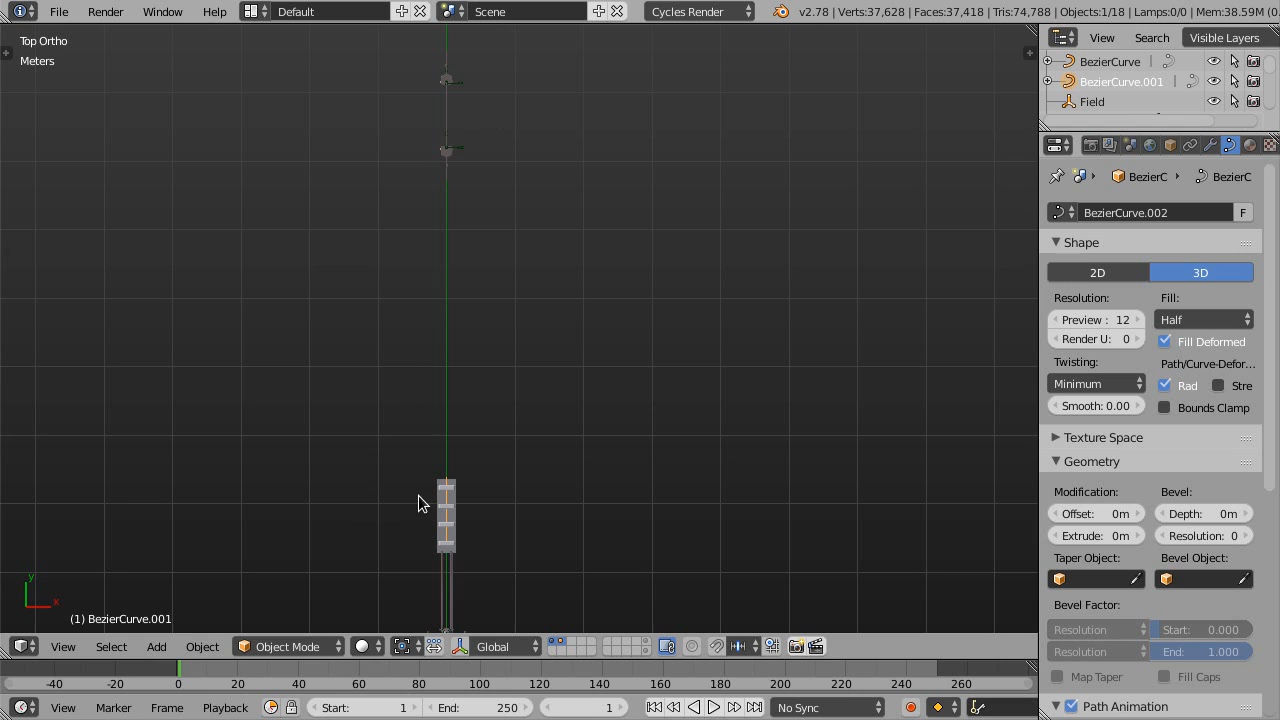 File Render Window Help Default Scene Cycles Render v2.78 | Verts:37,628 | Faces:37,418 | Tris:74,788 | Objects:1/18 | Lamps:0/0 | Mem:38.59M (0
Top Ortho
Meters
View Search Visible Layers
BezierCurve
BezierCurve.001
Field
BezierC BezierC
BezierCurve.002 F
Shape
2D 3D
Resolution: Fill:
Preview : 12 Half
Render U: 0 Fill Deformed
Twisting: Path/Curve-Defor...
Minimum Rad Stre
Smooth: 0.00 Bounds Clamp
Texture Space
Geometry
Modification: Bevel:
Offset: 0m Depth: 0m
Extrude: 0m Resolution: 0
Taper Object: Bevel Object:
Bevel Factor:
Resolution Start: 0.000
Resolution End: 1.000
Map Taper Fill Caps
Path Animation
y
x
(1) BezierCurve.001
View Select Add Object Object Mode Global
-40 -20 0 20 40 60 80 100 120 140 160 180 200 220 240 260
View Marker Frame Playback Start: 1 End: 250 1 No Sync